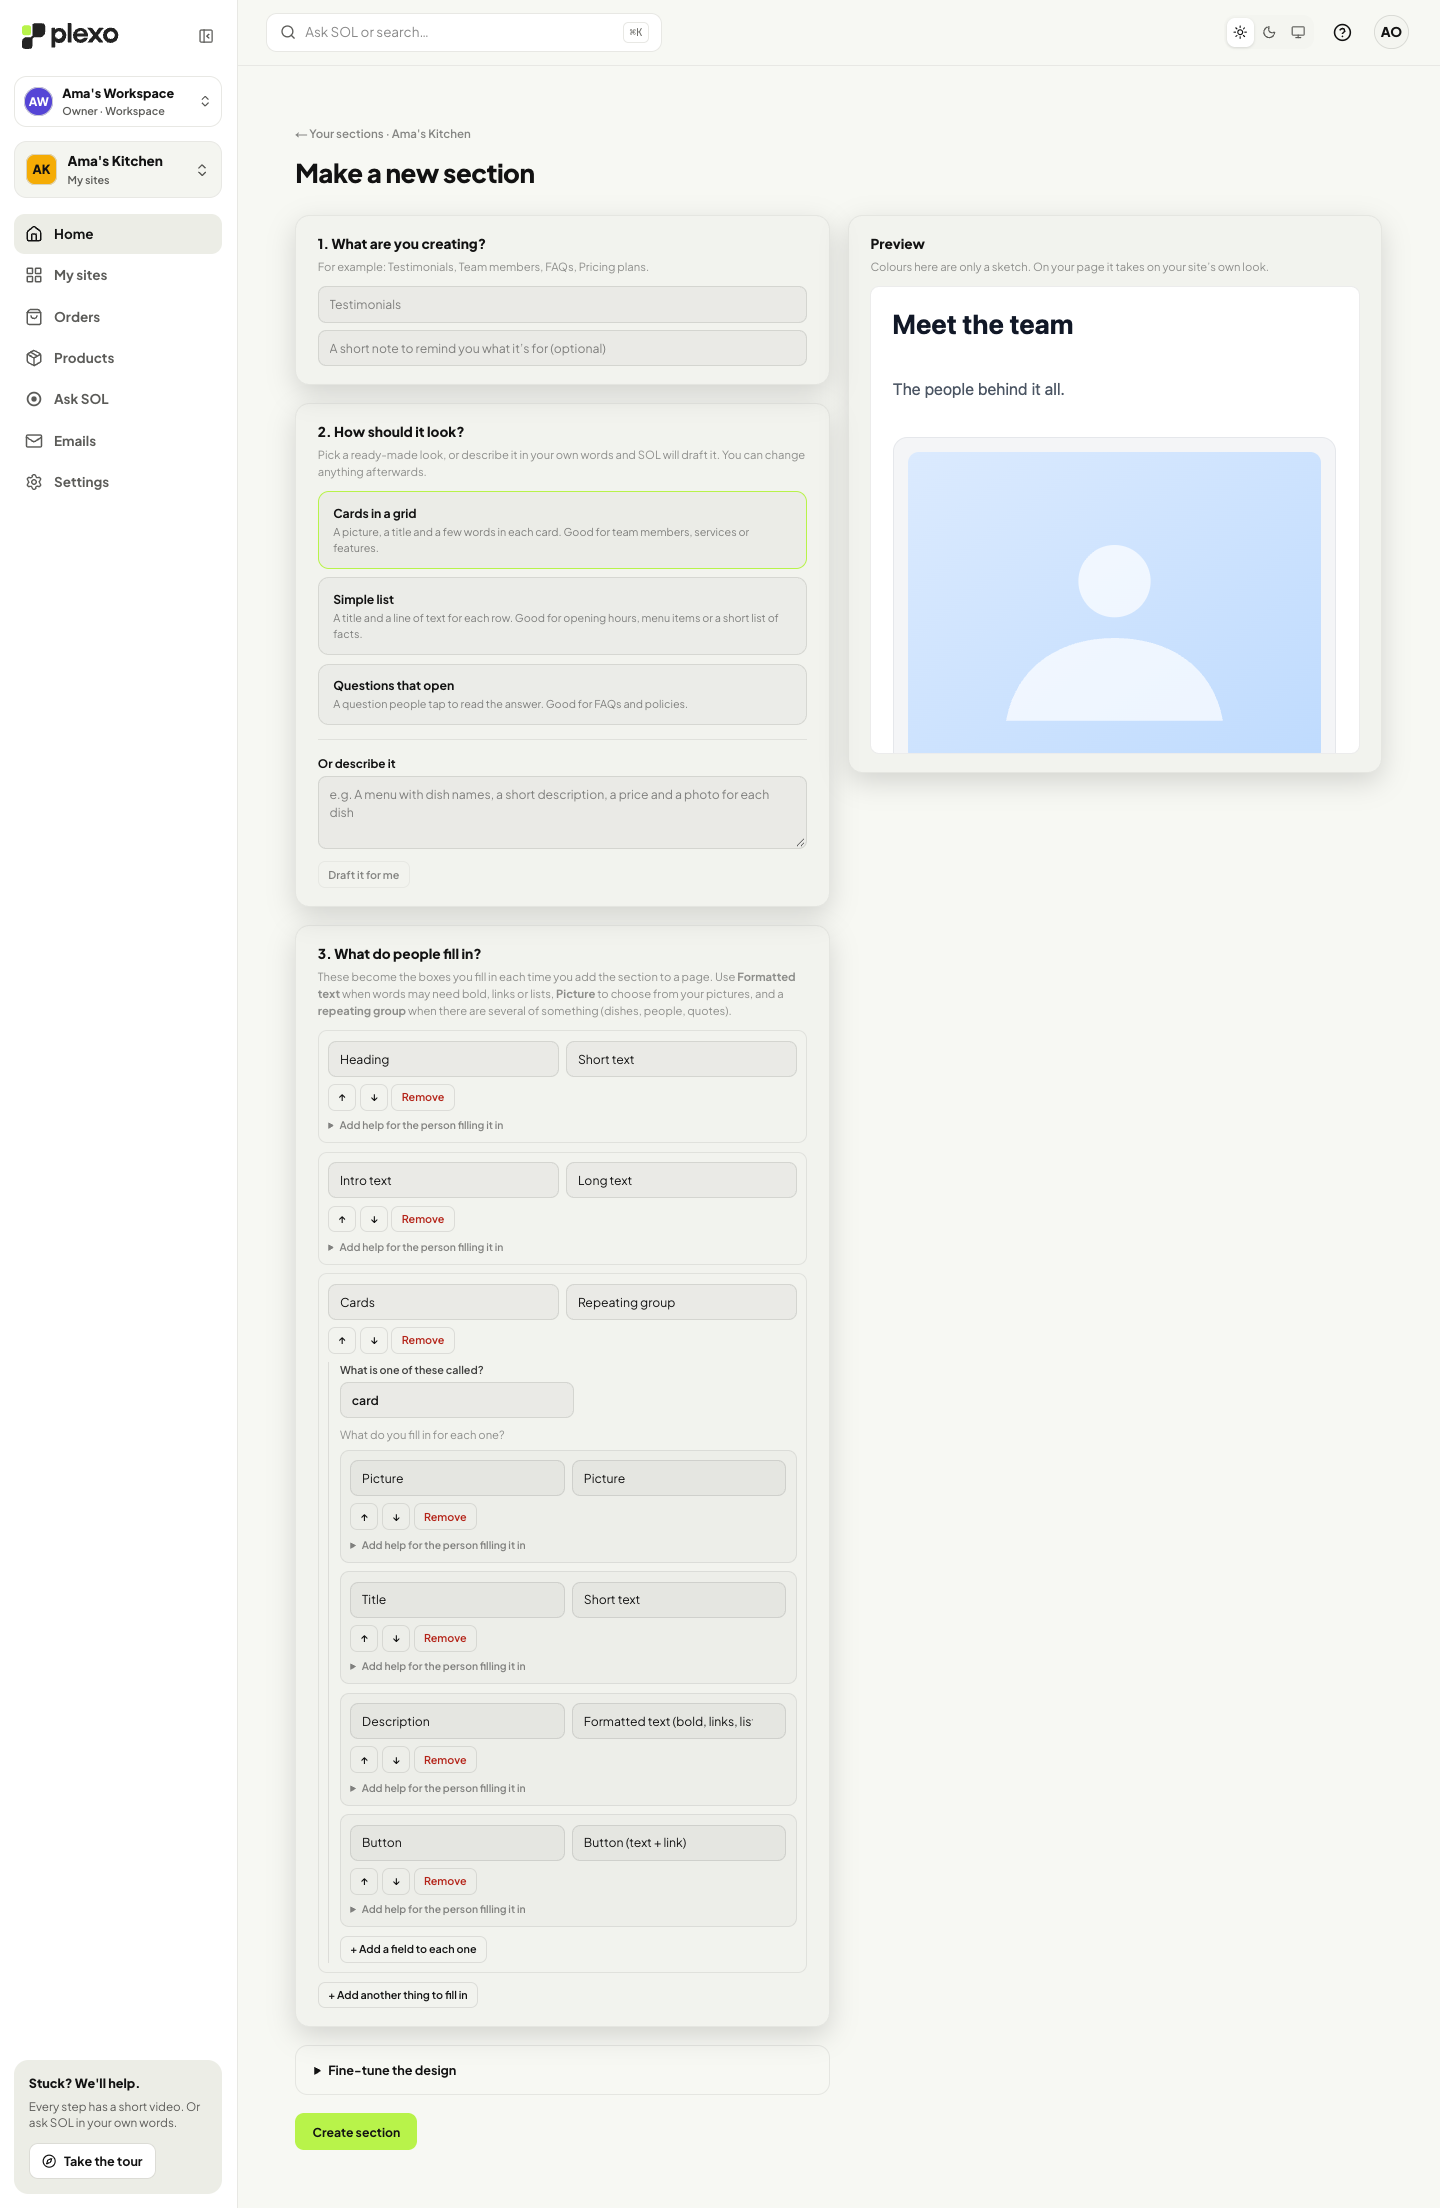 plexo
Ask SOL or search…
⌘K
AO
AW
Ama's Workspace
Owner · Workspace
AK
Ama's Kitchen
My sites
Home
My sites
Orders
Products
Ask SOL
Emails
Settings
← Your sections · Ama's Kitchen
Make a new section
1. What are you creating?
For example: Testimonials, Team members, FAQs, Pricing plans.
Testimonials
A short note to remind you what it's for (optional)
2. How should it look?
Pick a ready-made look, or describe it in your own words and SOL will draft it. You can change
anything afterwards.
Cards in a grid
A picture, a title and a few words in each card. Good for team members, services or
features.
Simple list
A title and a line of text for each row. Good for opening hours, menu items or a short list of
facts.
Questions that open
A question people tap to read the answer. Good for FAQs and policies.
Or describe it
e.g. A menu with dish names, a short description, a price and a photo for each
dish
Draft it for me
3. What do people fill in?
These become the boxes you fill in each time you add the section to a page. Use Formatted
text when words may need bold, links or lists, Picture to choose from your pictures, and a
repeating group when there are several of something (dishes, people, quotes).
Heading
Short text
↑ ↓ Remove
▸ Add help for the person filling it in
Intro text
Long text
↑ ↓ Remove
▸ Add help for the person filling it in
Cards
Repeating group
↑ ↓ Remove
What is one of these called?
card
What do you fill in for each one?
Picture
Picture
↑ ↓ Remove
▸ Add help for the person filling it in
Title
Short text
↑ ↓ Remove
▸ Add help for the person filling it in
Description
Formatted text (bold, links, lis
↑ ↓ Remove
▸ Add help for the person filling it in
Button
Button (text + link)
↑ ↓ Remove
▸ Add help for the person filling it in
+ Add a field to each one
+ Add another thing to fill in
▸ Fine-tune the design
Create section
Preview
Colours here are only a sketch. On your page it takes on your site's own look.
Meet the team
The people behind it all.
Stuck? We'll help.
Every step has a short video. Or
ask SOL in your own words.
Take the tour